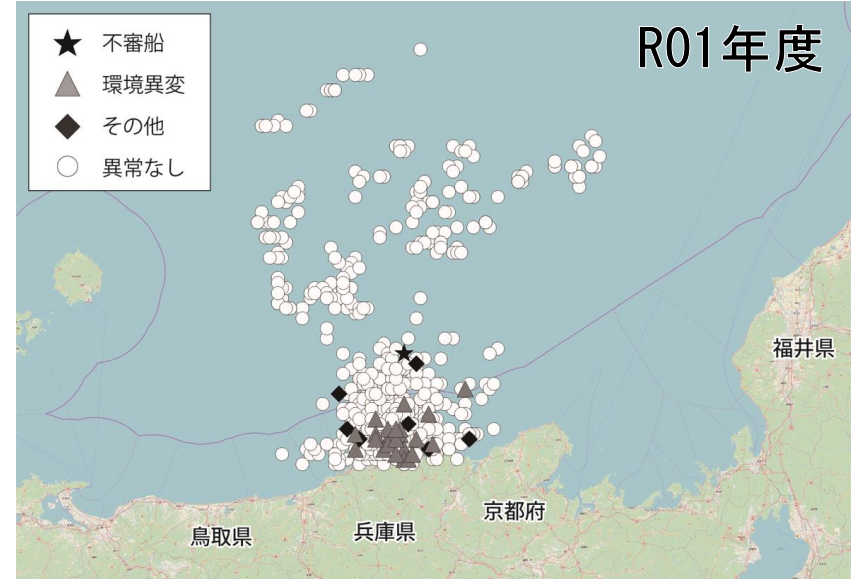 R01年度
不審船
環境異変
その他
異常なし
福井県
京都府
兵庫県
鳥取県